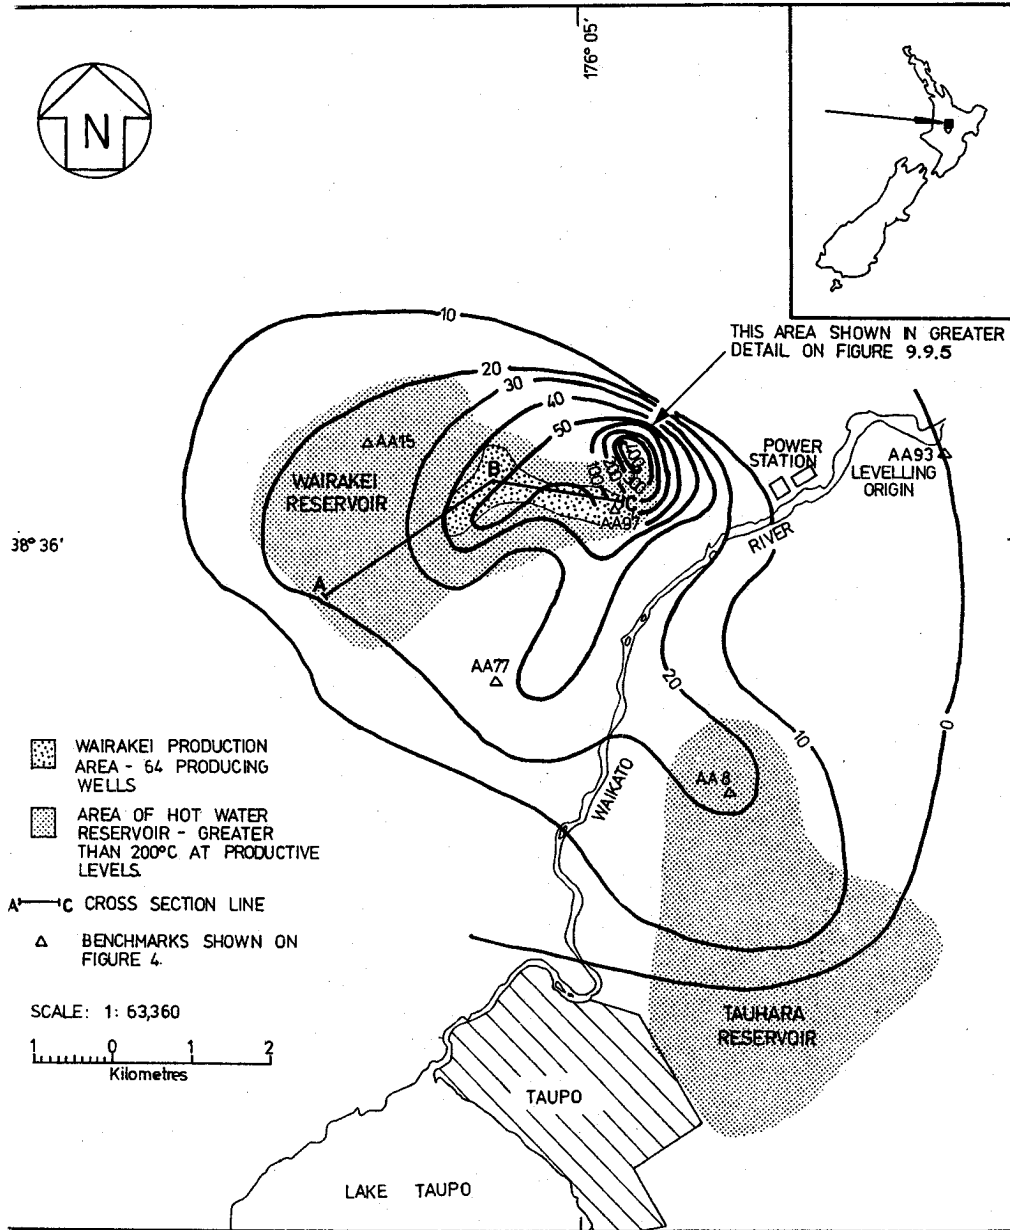 176° 05'
N
THIS AREA SHOWN IN GREATER
DETAIL ON FIGURE 9.9.5
10
20
30
40
50
100
200
AA15
B
C
AA97
WAIRAKEI
RESERVOIR
POWER
STATION
AA93
LEVELLING
ORIGIN
RIVER
38° 36'
A
AA77
20
10
0
AA8
WAIKATO
WAIRAKEI PRODUCTION
AREA - 64 PRODUCING
WELLS
AREA OF HOT WATER
RESERVOIR - GREATER
THAN 200°C AT PRODUCTIVE
LEVELS.
A C CROSS SECTION LINE
BENCHMARKS SHOWN ON
FIGURE 4.
SCALE: 1: 63,360
1 0 1 2
Kilometres
TAUHARA
RESERVOIR
TAUPO
LAKE TAUPO